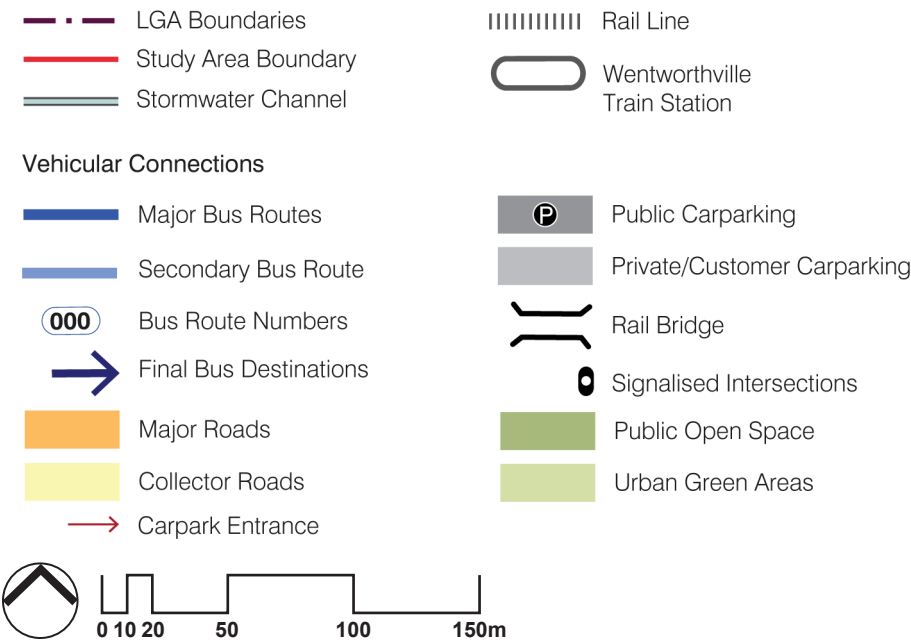 LGA Boundaries
Study Area Boundary
Stormwater Channel
Rail Line
Wentworthville
Train Station
Vehicular Connections
Major Bus Routes
Secondary Bus Route
000
Bus Route Numbers
Final Bus Destinations
Major Roads
Collector Roads
Carpark Entrance
P
Public Carparking
Private/Customer Carparking
Rail Bridge
Signalised Intersections
Public Open Space
Urban Green Areas
0 10 20 50 100 150m